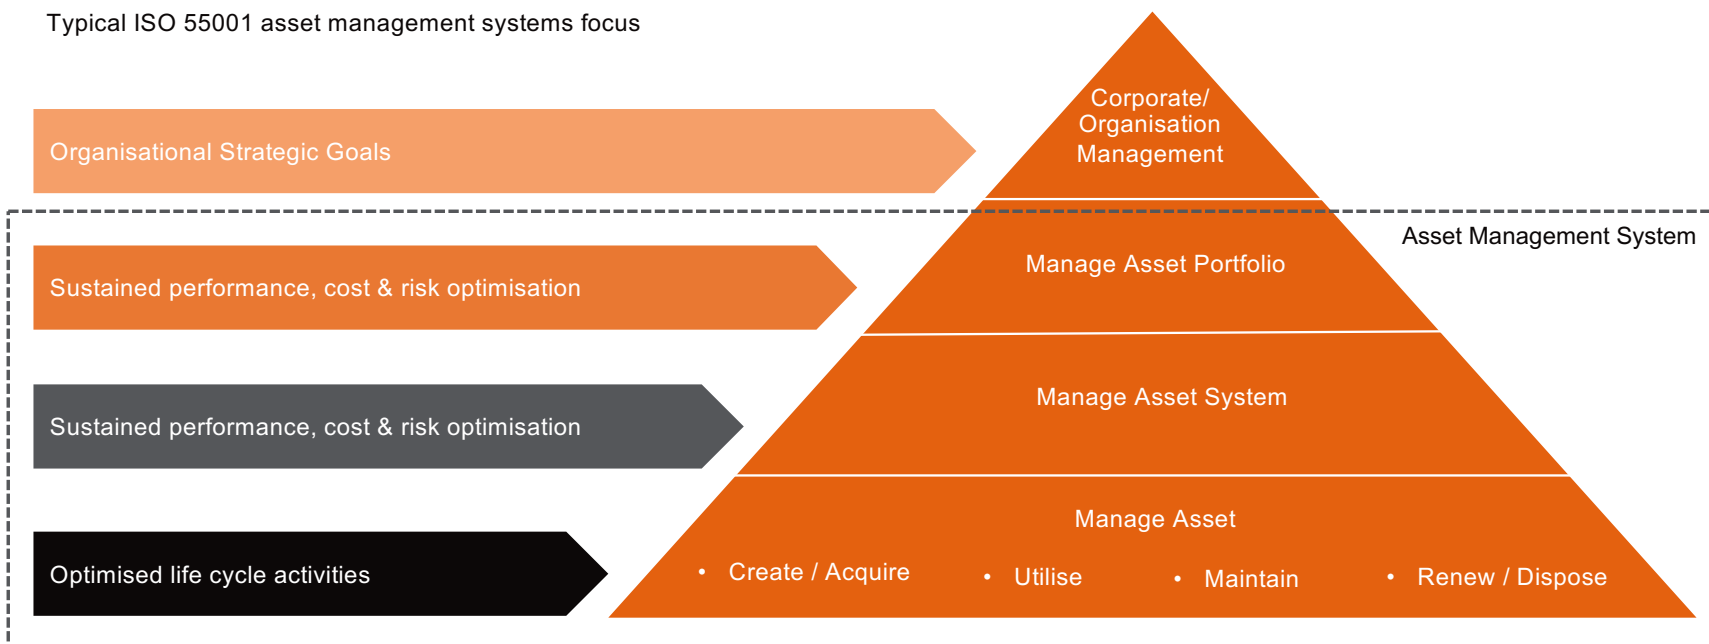 Typical ISO 55001 asset management systems focus
Corporate/
Organisation
Management
Organisational Strategic Goals
Asset Management System
Manage Asset Portfolio
Sustained performance, cost & risk optimisation
Manage Asset System
Sustained performance, cost & risk optimisation
Manage Asset
• Create / Acquire • Utilise • Maintain • Renew / Dispose
Optimised life cycle activities